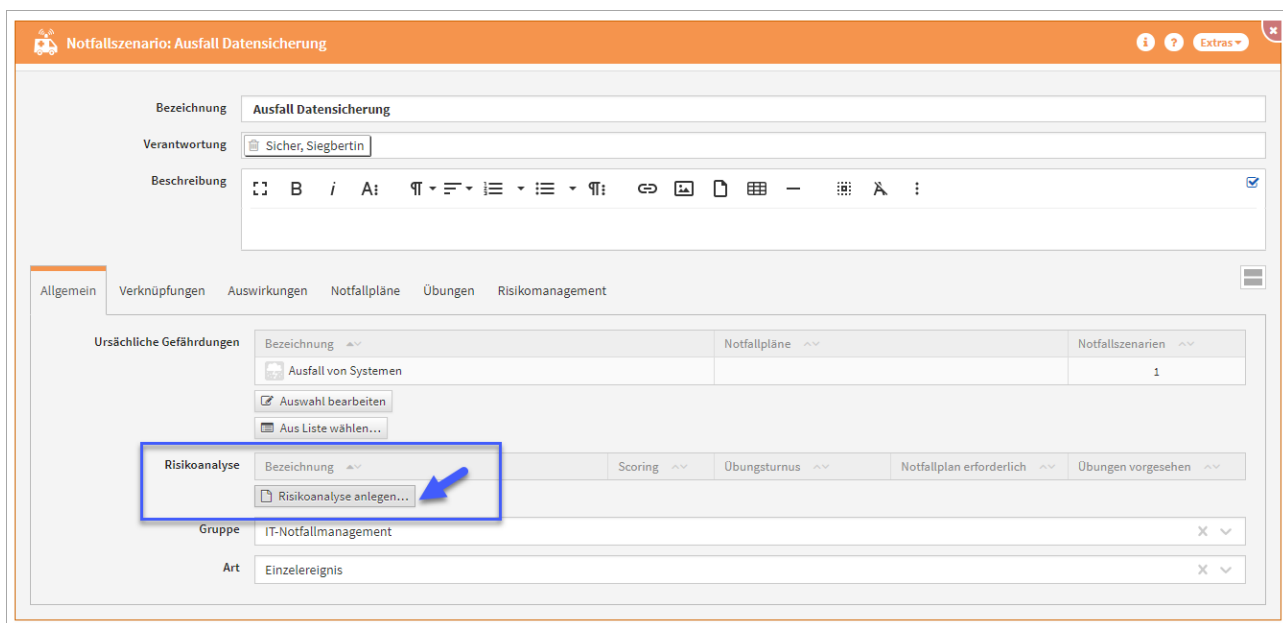 Notfallszenario: Ausfall Datensicherung
Extras
Bezeichnung Ausfall Datensicherung
Verantwortung Sicher, Siegbertin
Beschreibung
Allgemein Verknüpfungen Auswirkungen Notfallpläne Übungen Risikomanagement
Ursächliche Gefährdungen Bezeichnung Notfallpläne Notfallszenarien
Ausfall von Systemen 1
Auswahl bearbeiten
Aus Liste wählen...
Risikoanalyse Bezeichnung Scoring Übungsturnus Notfallplan erforderlich Übungen vorgesehen
Risikoanalyse anlegen...
Gruppe IT-Notfallmanagement
Art Einzelereignis